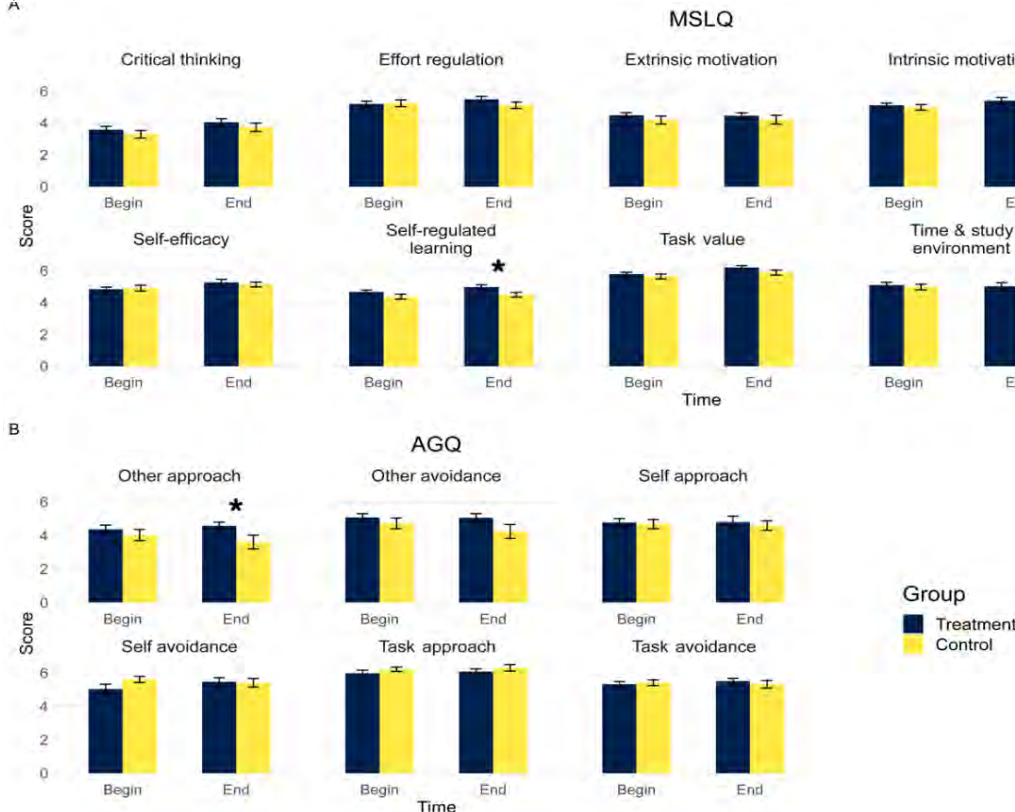 A
MSLQ
Critical thinking
Effort regulation
Extrinsic motivation
Intrinsic motivati
6
4
2
0
Begin
End
Begin
End
Begin
End
Begin
E
Score
Self-efficacy
Self-regulated
learning
Task value
Time & study
environment
6
4
2
0
*
Begin
End
Begin
End
Begin
End
Begin
E
Time
B
AGQ
Other approach
Other avoidance
Self approach
6
4
2
0
*
Begin
End
Begin
End
Begin
End
Score
Self avoidance
Task approach
Task avoidance
6
4
2
0
Begin
End
Begin
End
Begin
End
Time
Group
Treatment
Control